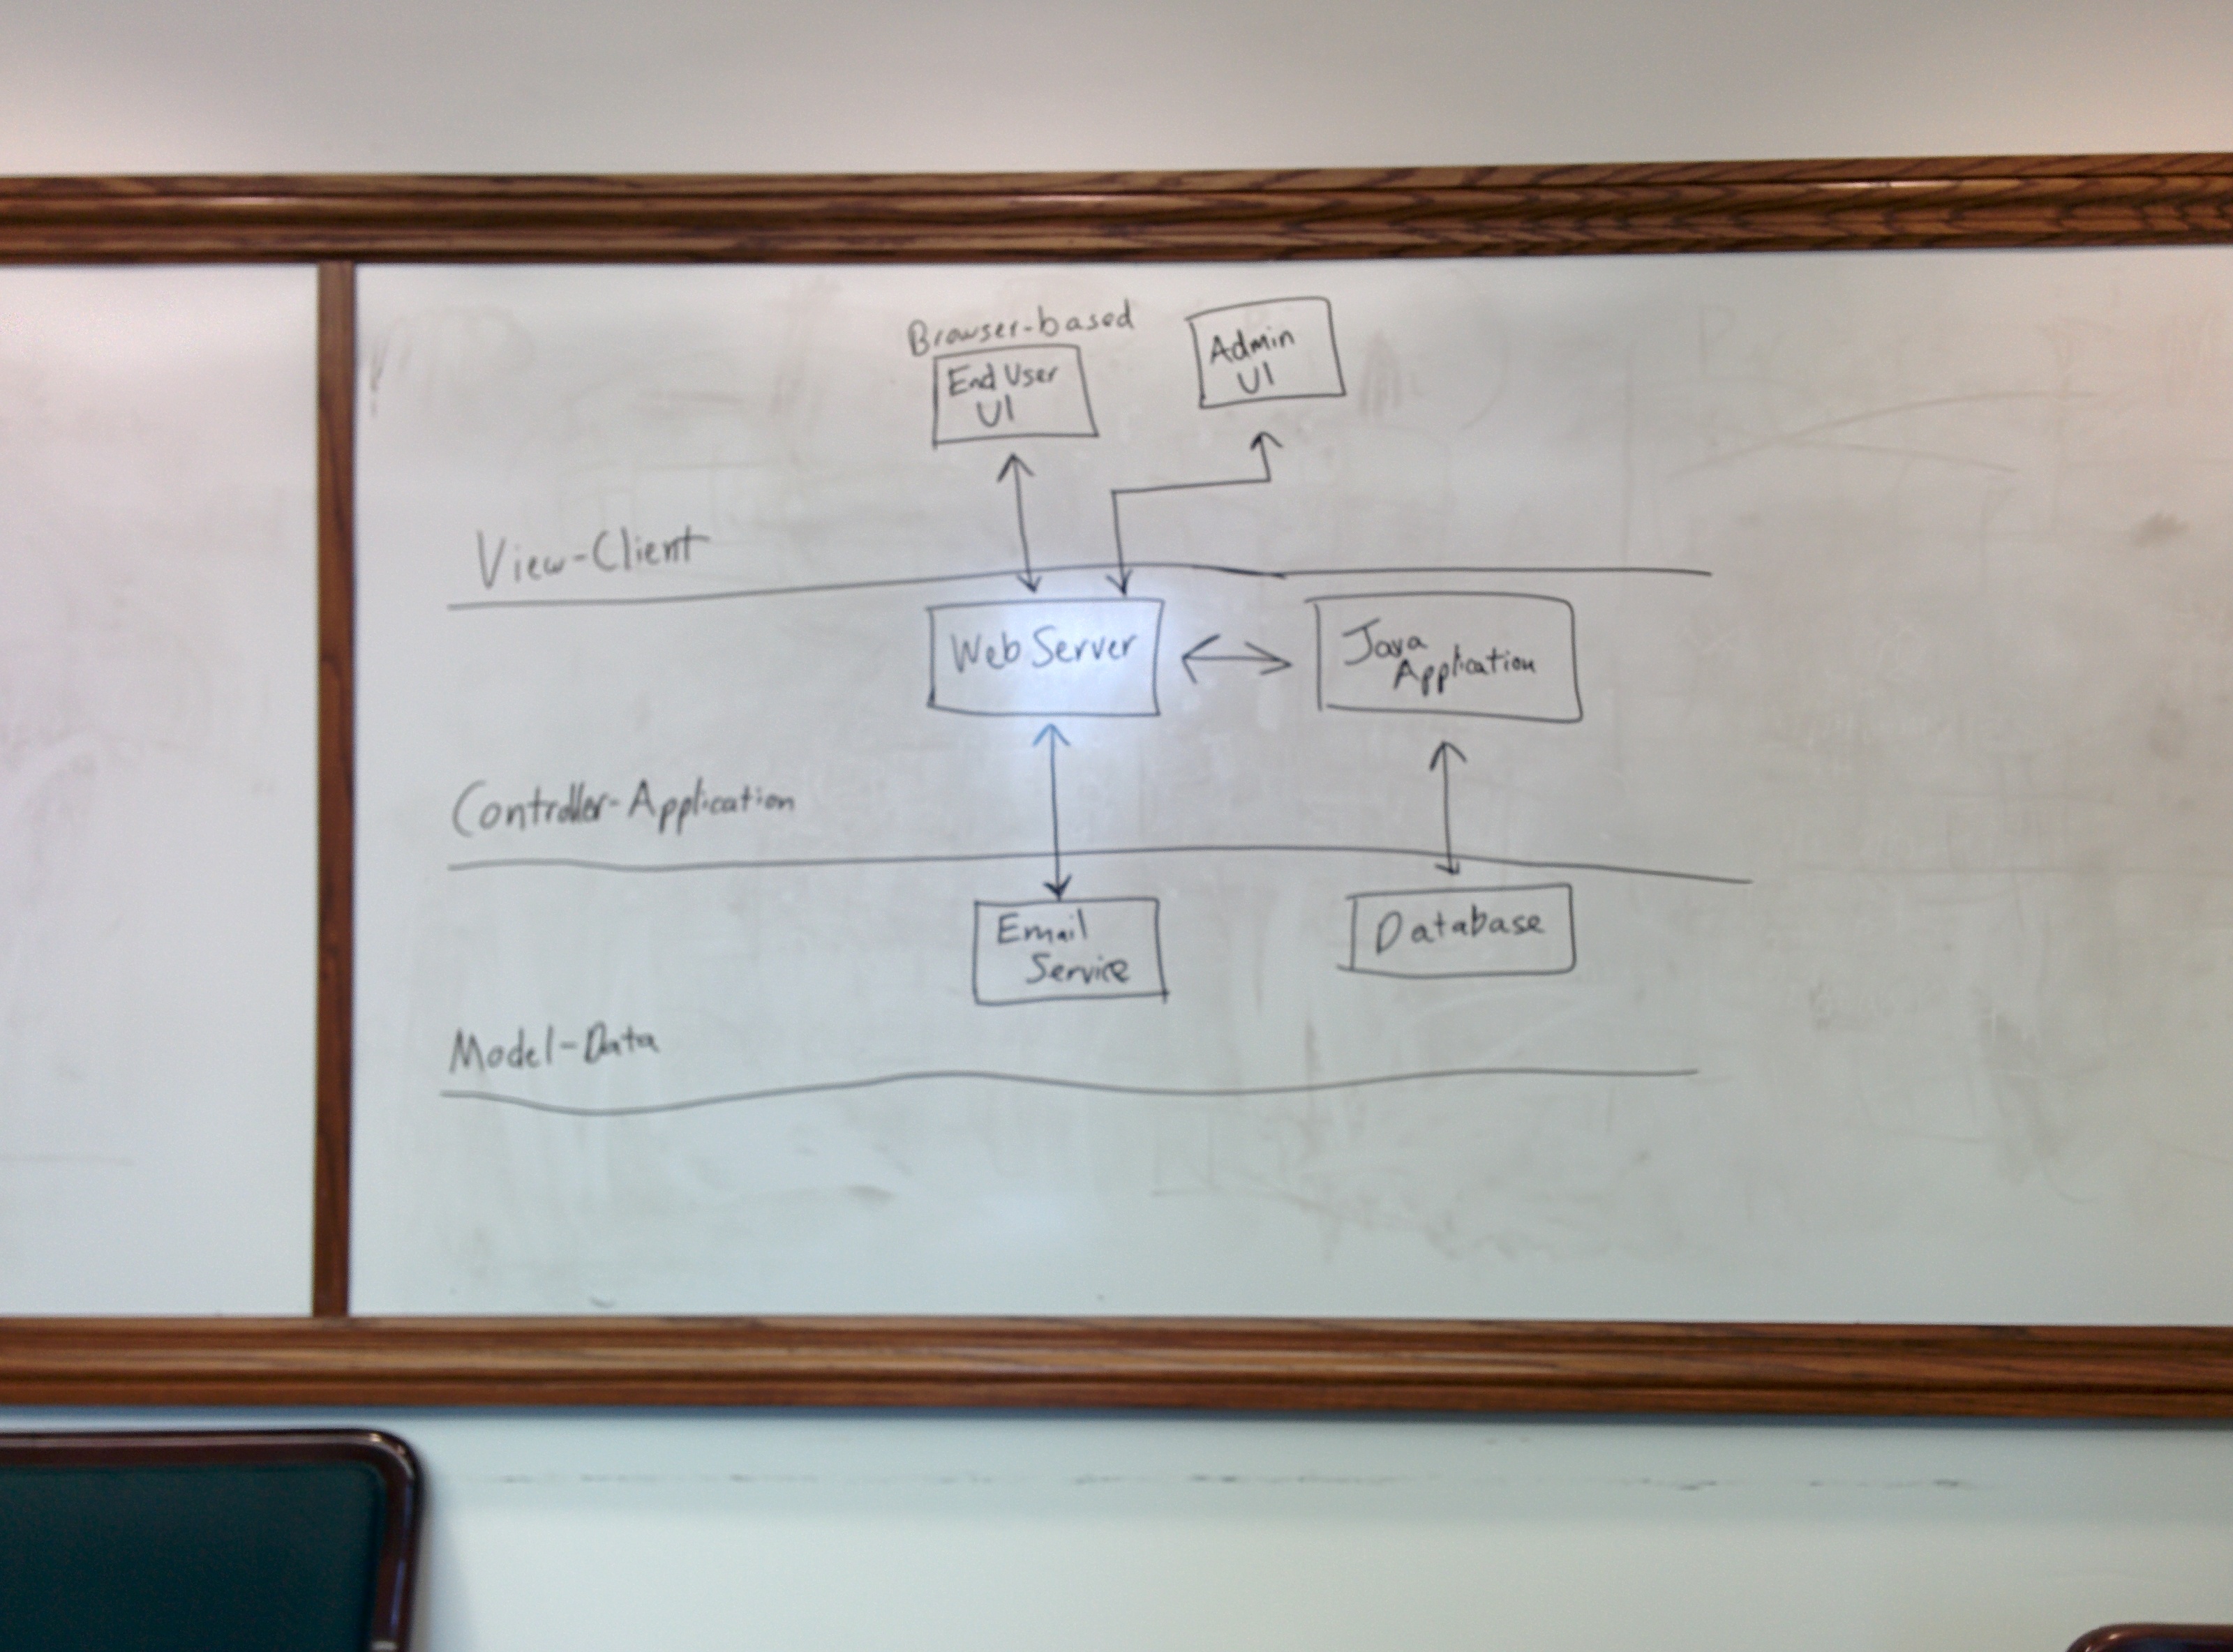 Browser-based
End User
UI
Admin
UI
View-Client
Web Server
Java
Application
Controller-Application
Email
Service
Database
Model-Data